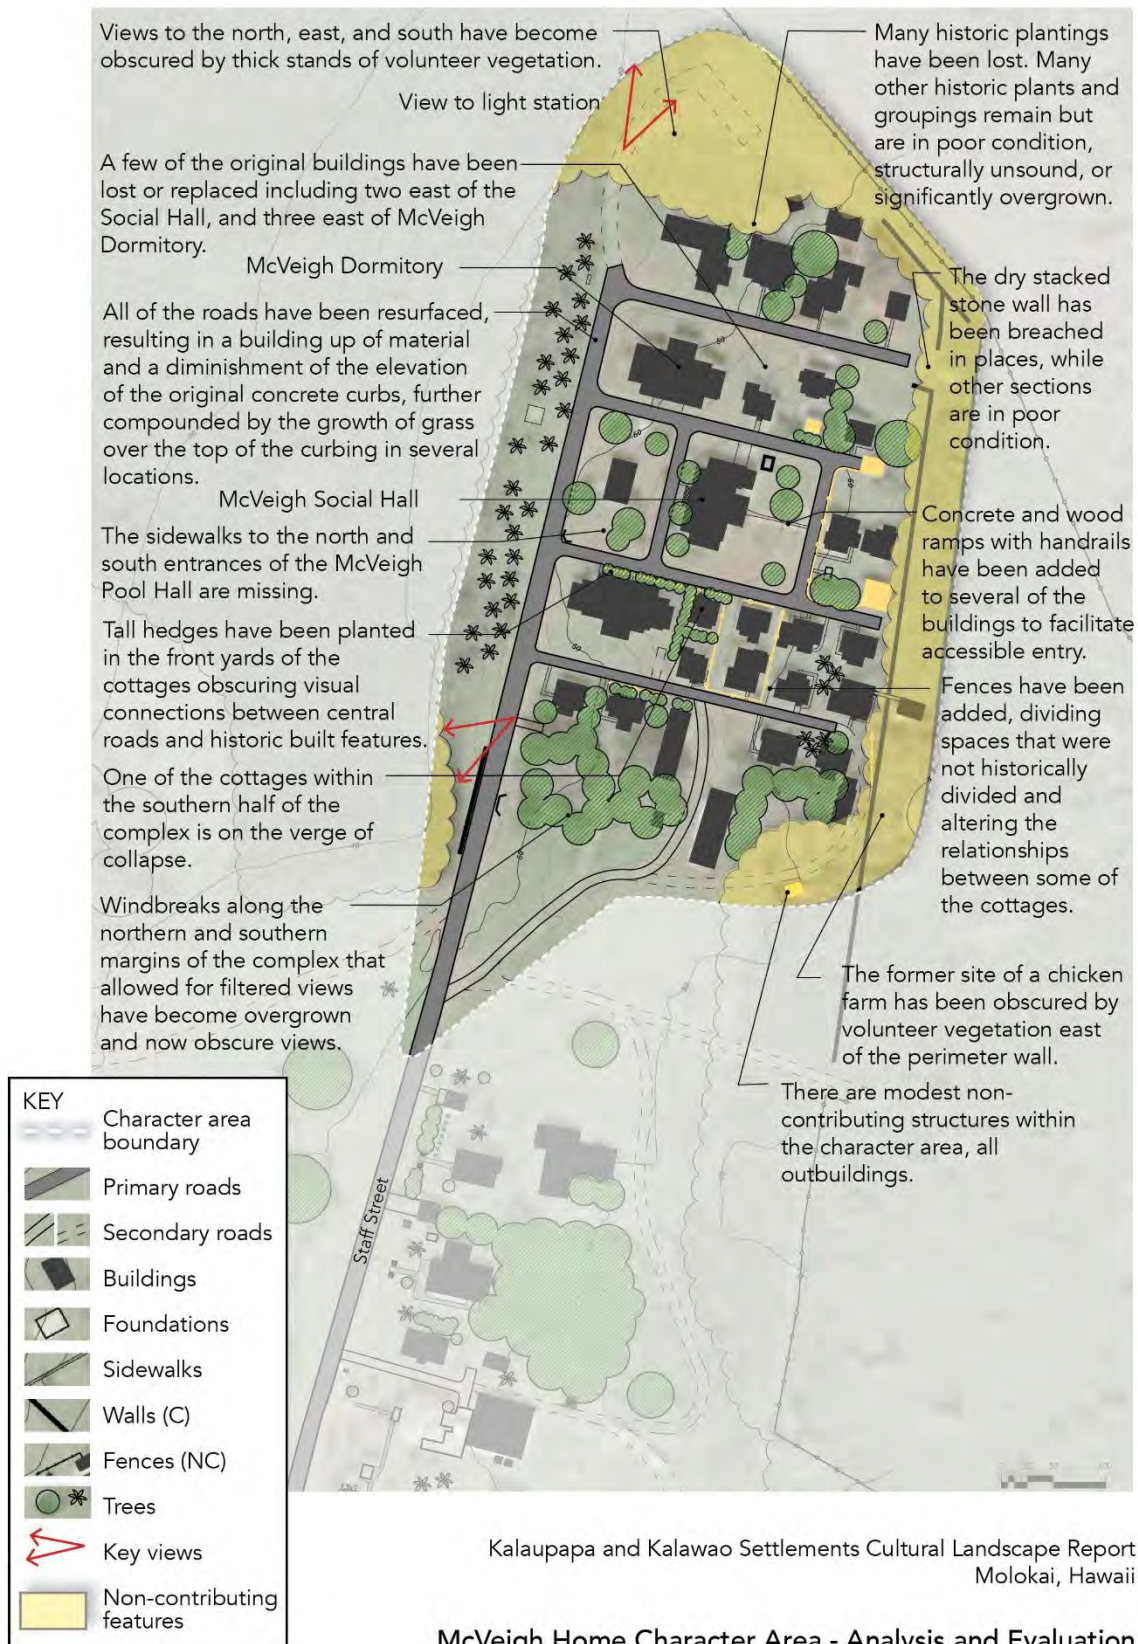 Views to the north, east, and south have become
obscured by thick stands of volunteer vegetation.
View to light station
A few of the original buildings have been
lost or replaced including two east of the
Social Hall, and three east of McVeigh
Dormitory.
McVeigh Dormitory
All of the roads have been resurfaced,
resulting in a building up of material
and a diminishment of the elevation
of the original concrete curbs, further
compounded by the growth of grass
over the top of the curbing in several
locations.
McVeigh Social Hall
The sidewalks to the north and
south entrances of the McVeigh
Pool Hall are missing.
Tall hedges have been planted
in the front yards of the
cottages obscuring visual
connections between central
roads and historic built features.
One of the cottages within
the southern half of the
complex is on the verge of
collapse.
Windbreaks along the
northern and southern
margins of the complex that
allowed for filtered views
have become overgrown
and now obscure views.
Many historic plantings
have been lost. Many
other historic plants and
groupings remain but
are in poor condition,
structurally unsound, or
significantly overgrown.
The dry stacked
stone wall has
been breached
in places, while
other sections
are in poor
condition.
Concrete and wood
ramps with handrails
have been added
to several of the
buildings to facilitate
accessible entry.
Fences have been
added, dividing
spaces that were
not historically
divided and
altering the
relationships
between some of
the cottages.
The former site of a chicken
farm has been obscured by
volunteer vegetation east
of the perimeter wall.
There are modest non-
contributing structures within
the character area, all
outbuildings.
60
60
60
60
Staff Street
KEY
Character area
boundary
Primary roads
Secondary roads
Buildings
Foundations
Sidewalks
Walls (C)
Fences (NC)
Trees
Key views
Non-contributing
features
Kalaupapa and Kalawao Settlements Cultural Landscape Report
Molokai, Hawaii
McVeigh Home Character Area - Analysis and Evaluation